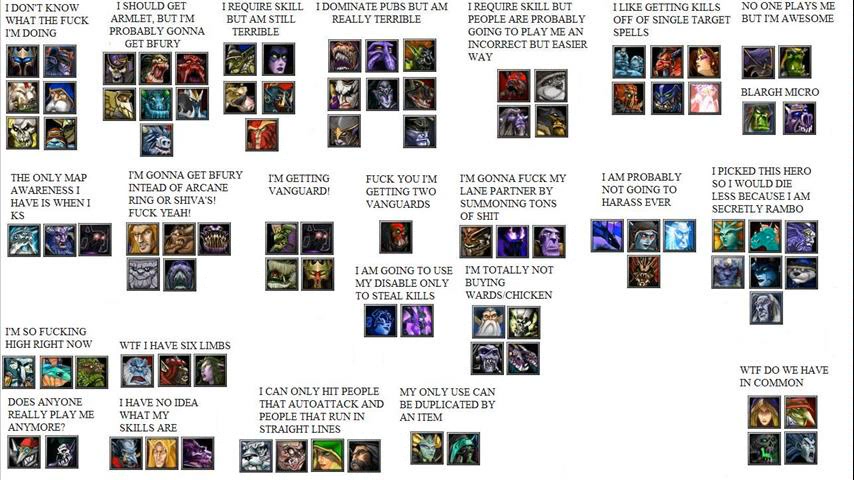 I DON'T KNOW
WHAT THE FUCK
I'M DOING
I SHOULD GET
ARMLET, BUT I'M
PROBABLY GONNA
GET BFURY
I REQUIRE SKILL
BUT AM STILL
TERRIBLE
I DOMINATE PUBS BUT AM
REALLY TERRIBLE
I REQUIRE SKILL BUT
PEOPLE ARE PROBABLY
GOING TO PLAY ME AN
INCORRECT BUT EASIER
WAY
I LIKE GETTING KILLS
OFF OF SINGLE TARGET
SPELLS
NO ONE PLAYS ME
BUT I'M AWESOME
BLARGH MICRO
THE ONLY MAP
AWARENESS I
HAVE IS WHEN I
KS
I'M GONNA GET BFURY
INTEAD OF ARCANE
RING OR SHIVA'S!
FUCK YEAH!
I'M GETTING
VANGUARD!
FUCK YOU I'M
GETTING TWO
VANGUARDS
I'M GONNA FUCK MY
LANE PARTNER BY
SUMMONING TONS
OF SHIT
I AM PROBABLY
NOT GOING TO
HARASS EVER
I PICKED THIS HERO
SO I WOULD DIE
LESS BECAUSE I AM
SECRETLY RAMBO
I AM GOING TO USE
MY DISABLE ONLY
TO STEAL KILLS
I'M TOTALLY NOT
BUYING
WARDS/CHICKEN
I'M SO FUCKING
HIGH RIGHT NOW
WTF I HAVE SIX LIMBS
WTF DO WE HAVE
IN COMMON
DOES ANYONE
REALLY PLAY ME
ANYMORE?
I HAVE NO IDEA
WHAT MY
SKILLS ARE
I CAN ONLY HIT PEOPLE
THAT AUTOATTACK AND
PEOPLE THAT RUN IN
STRAIGHT LINES
MY ONLY USE CAN
BE DUPLICATED BY
AN ITEM